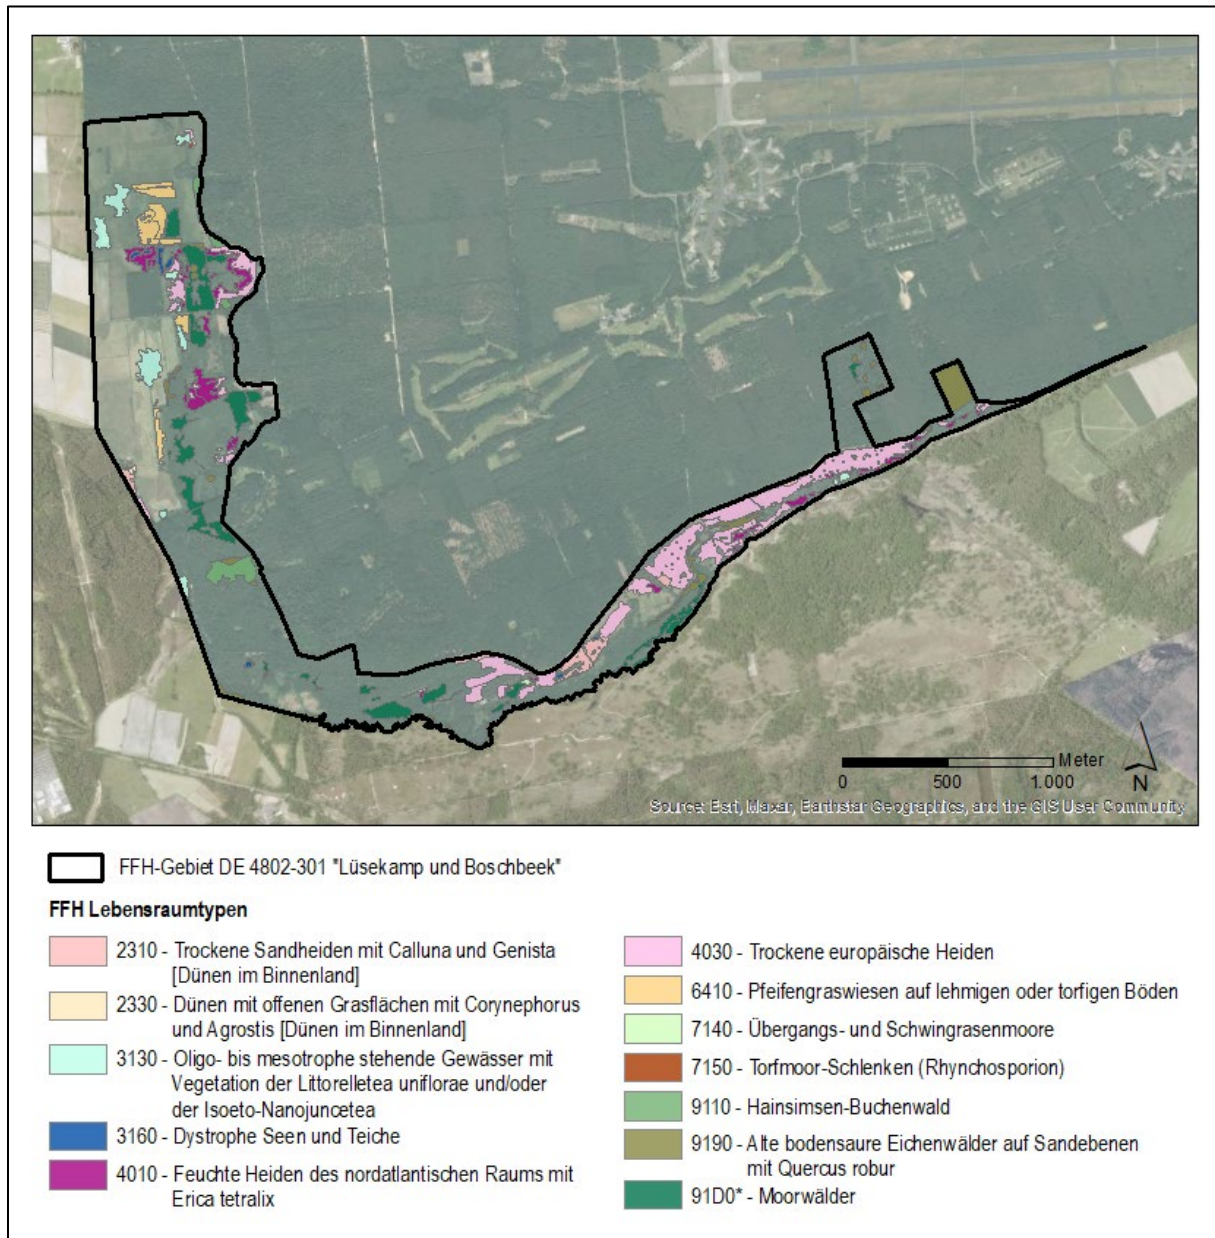 Meter
0 500 1.000
N
Source: Esri, Maxar, Earthstar Geographics, and the GIS User Community
FFH-Gebiet DE 4802-301 "Lüsekamp und Boschbeek"
FFH Lebensraumtypen
2310 - Trockene Sandheiden mit Calluna und Genista
[Dünen im Binnenland]
2330 - Dünen mit offenen Grasflächen mit Corynephorus
und Agrostis [Dünen im Binnenland]
3130 - Oligo- bis mesotrophe stehende Gewässer mit
Vegetation der Littorelletea uniflorae und/oder
der Isoeto-Nanojuncetea
3160 - Dystrophe Seen und Teiche
4010 - Feuchte Heiden des nordatlantischen Raums mit
Erica tetralix
4030 - Trockene europäische Heiden
6410 - Pfeifengraswiesen auf lehmigen oder torfigen Böden
7140 - Übergangs- und Schwingrasenmoore
7150 - Torfmoor-Schlenken (Rhynchosporion)
9110 - Hainsimsen-Buchenwald
9190 - Alte bodensaure Eichenwälder auf Sandebenen
mit Quercus robur
91D0* - Moorwälder